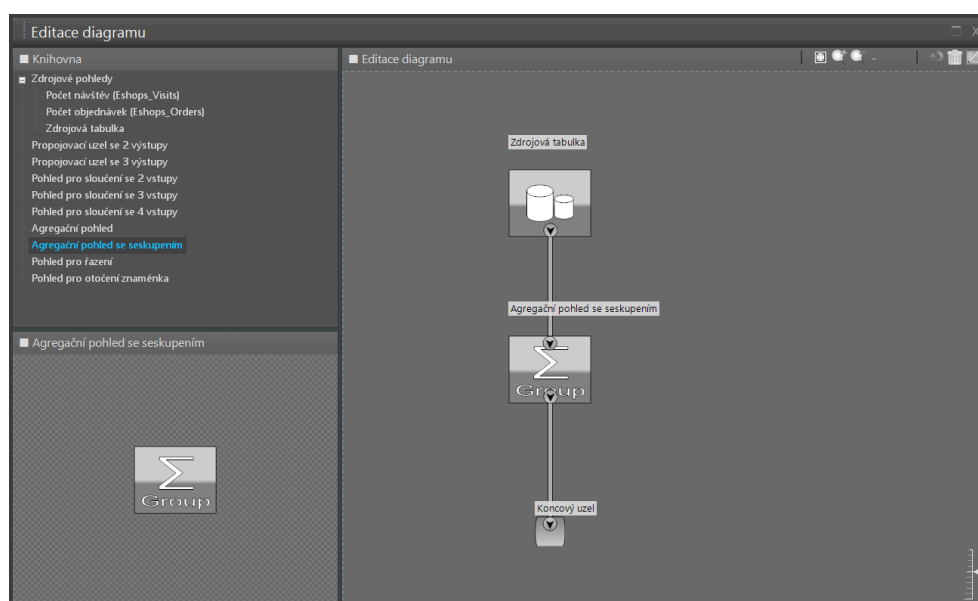 Editace diagramu
Knihovna
Zdrojové pohledy
Počet návštěv (Eshops_Visits)
Počet objednávek (Eshops_Orders)
Zdrojová tabulka
Propojovací uzel se 2 výstupy
Propojovací uzel se 3 výstupy
Pohled pro sloučení se 2 vstupy
Pohled pro sloučení se 3 vstupy
Pohled pro sloučení se 4 vstupy
Agregační pohled
Agregační pohled se seskupením
Pohled pro řazení
Pohled pro otočení znaménka
Agregační pohled se seskupením
Σ
Group
Editace diagramu
Zdrojová tabulka
Agregační pohled se seskupením
Σ
Group
Koncový uzel